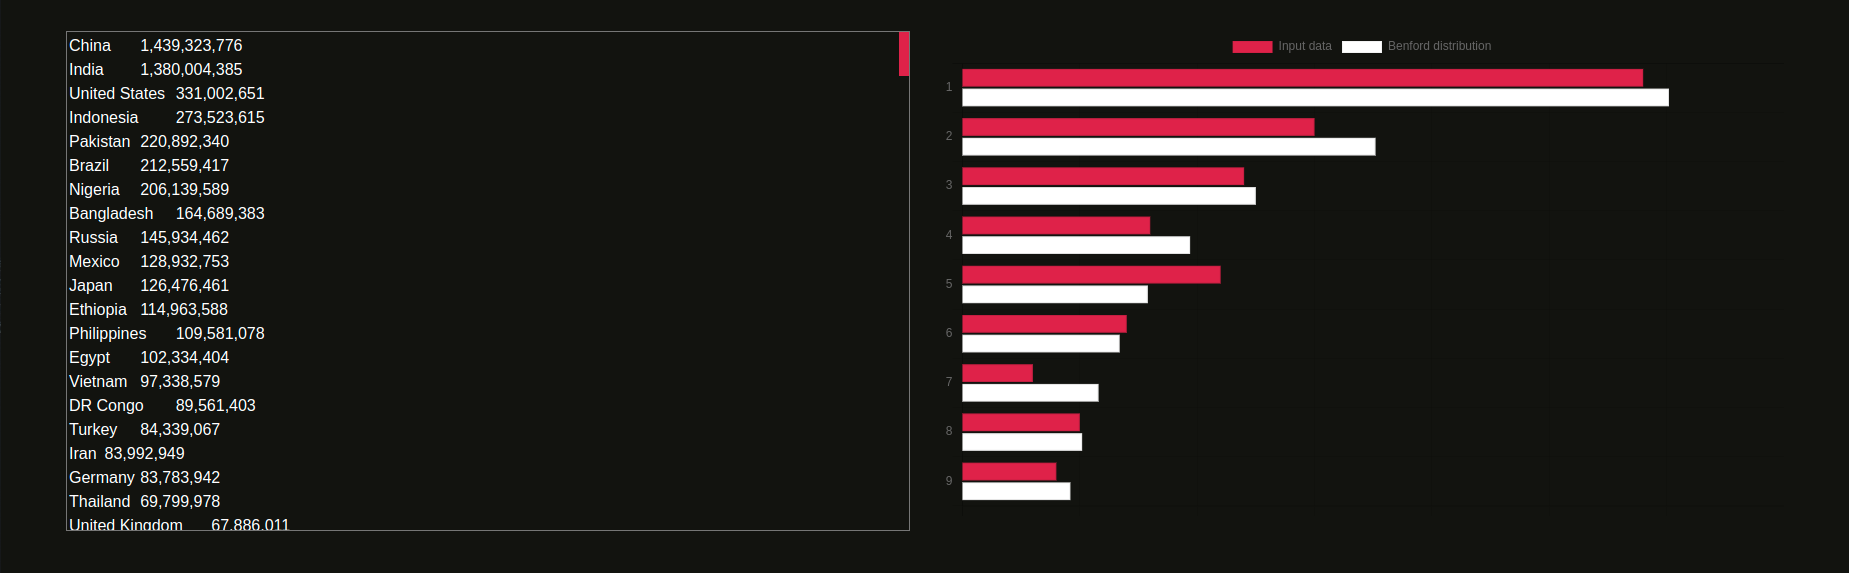 China 1,439,323,776
India 1,380,004,385
United States 331,002,651
Indonesia 273,523,615
Pakistan 220,892,340
Brazil 212,559,417
Nigeria 206,139,589
Bangladesh 164,689,383
Russia 145,934,462
Mexico 128,932,753
Japan 126,476,461
Ethiopia 114,963,588
Philippines 109,581,078
Egypt 102,334,404
Vietnam 97,338,579
DR Congo 89,561,403
Turkey 84,339,067
Iran 83,992,949
Germany 83,783,942
Thailand 69,799,978
United Kingdom 67,886,011
Input data Benford distribution
1
2
3
4
5
6
7
8
9